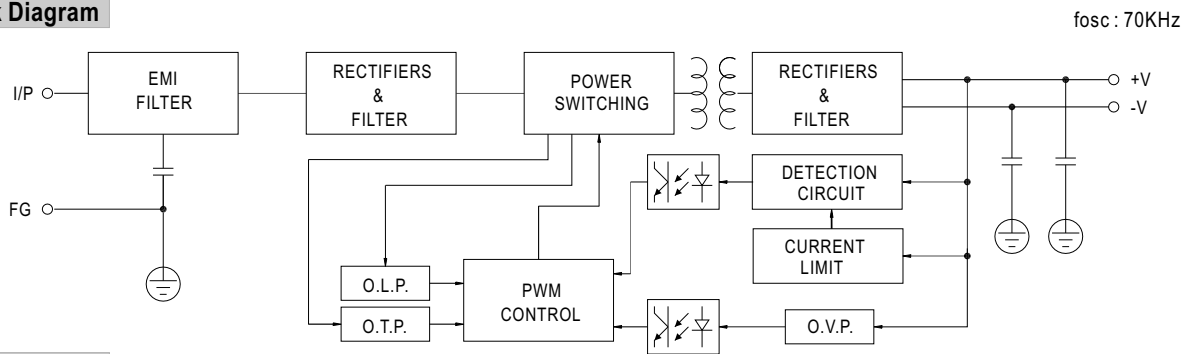 Diagram
fosc : 70KHz
I/P
EMI
FILTER
RECTIFIERS
&
FILTER
POWER
SWITCHING
RECTIFIERS
&
FILTER
+V
-V
FG
DETECTION
CIRCUIT
CURRENT
LIMIT
O.L.P.
O.T.P.
PWM
CONTROL
O.V.P.